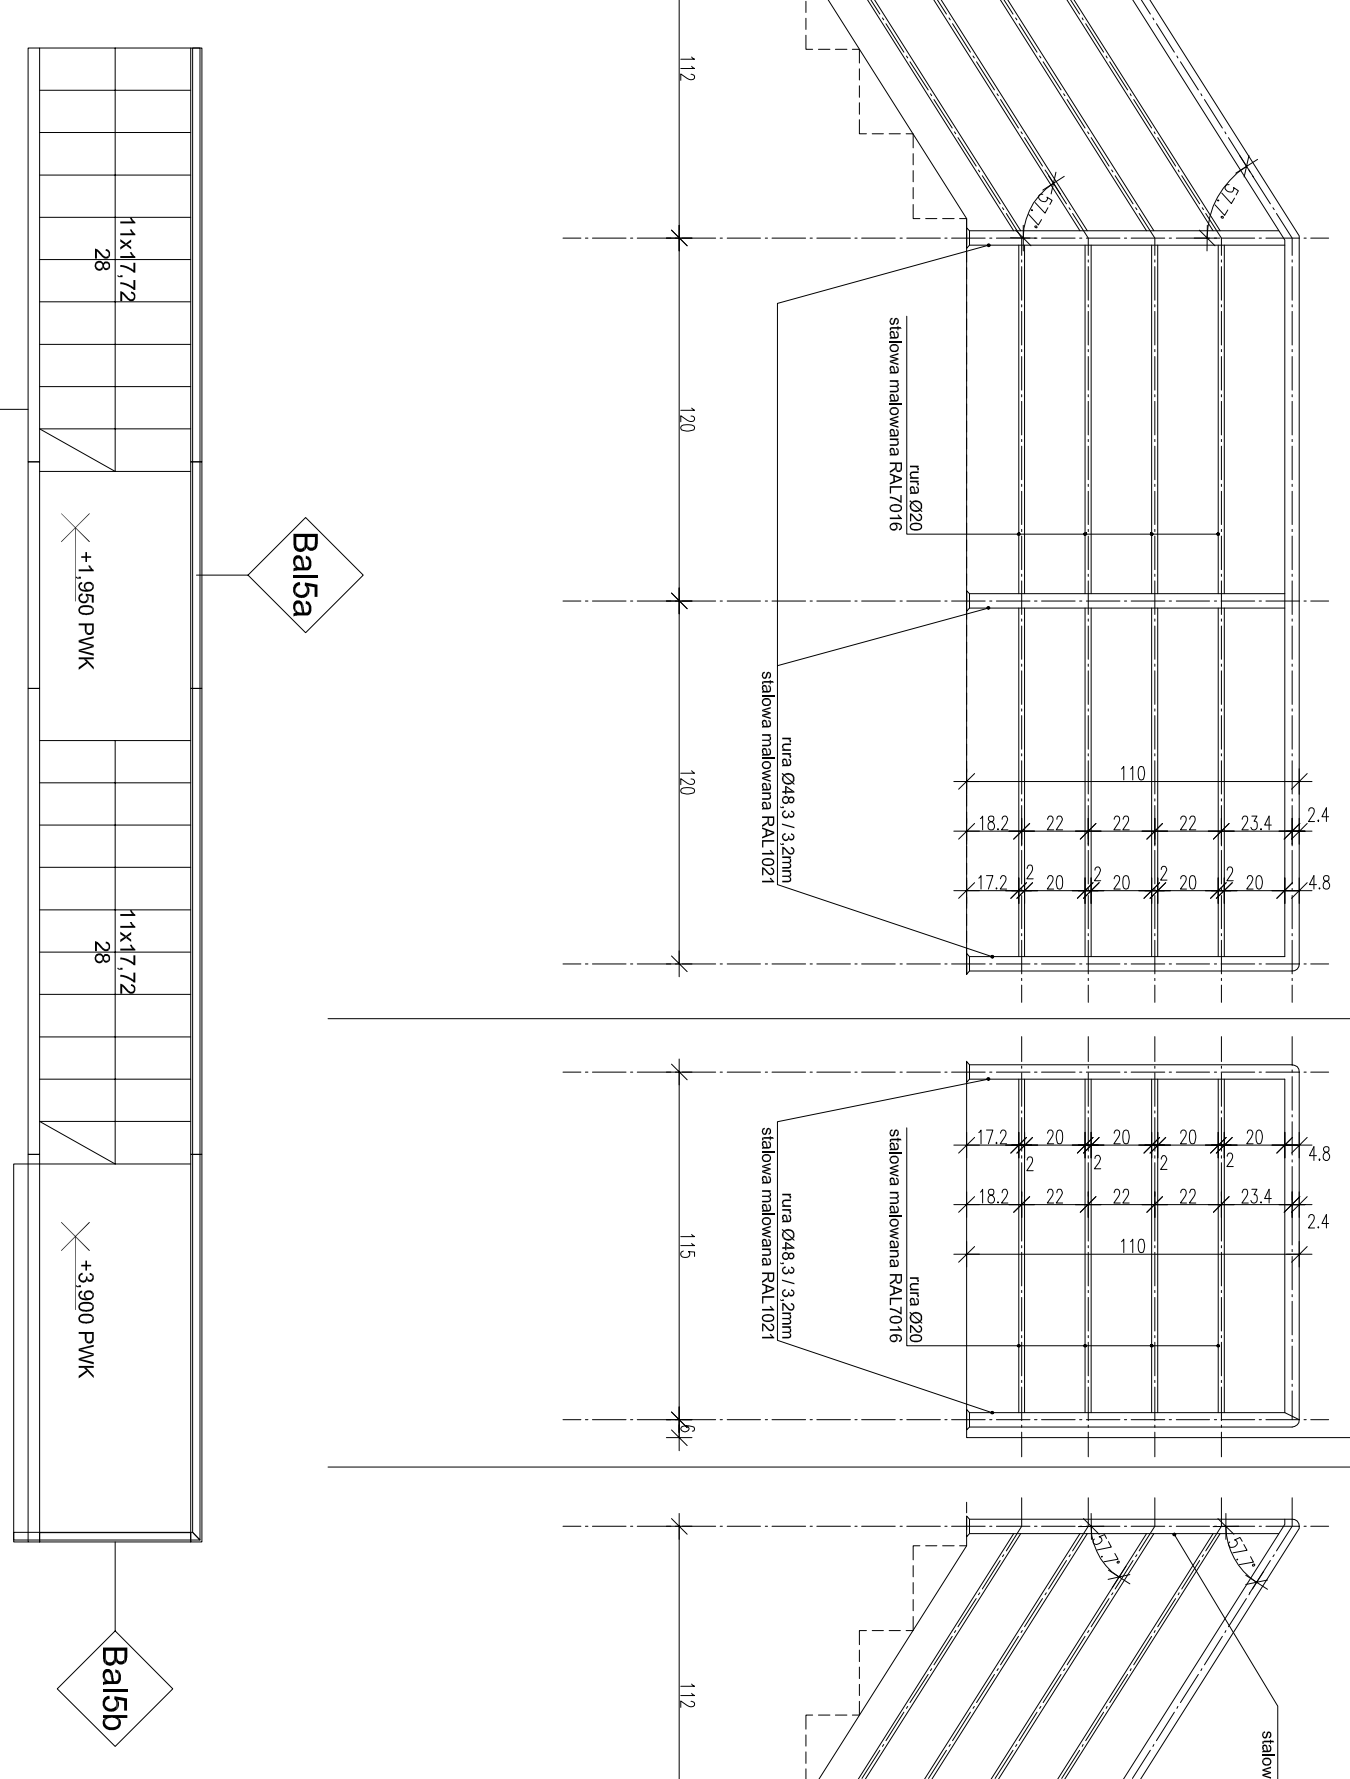 112
120
120
57.7°
57.7°
rura Ø20
stalowa malowana RAL7016
rura Ø48,3 / 3,2mm
stalowa malowana RAL1021
110
18.2 22 22 22 23.4 2.4
17.2 2 20 2 20 2 20 2 20 4.8
115
6
17.2 2 20 2 20 2 20 2 20 4.8
18.2 22 22 22 23.4 2.4
110
rura Ø20
stalowa malowana RAL7016
rura Ø48,3 / 3,2mm
stalowa malowana RAL1021
112
57.7°
57.7°
stalow
11x17,72
28
+1,950 PWK
Bal5a
11x17,72
28
+3,900 PWK
Bal5b